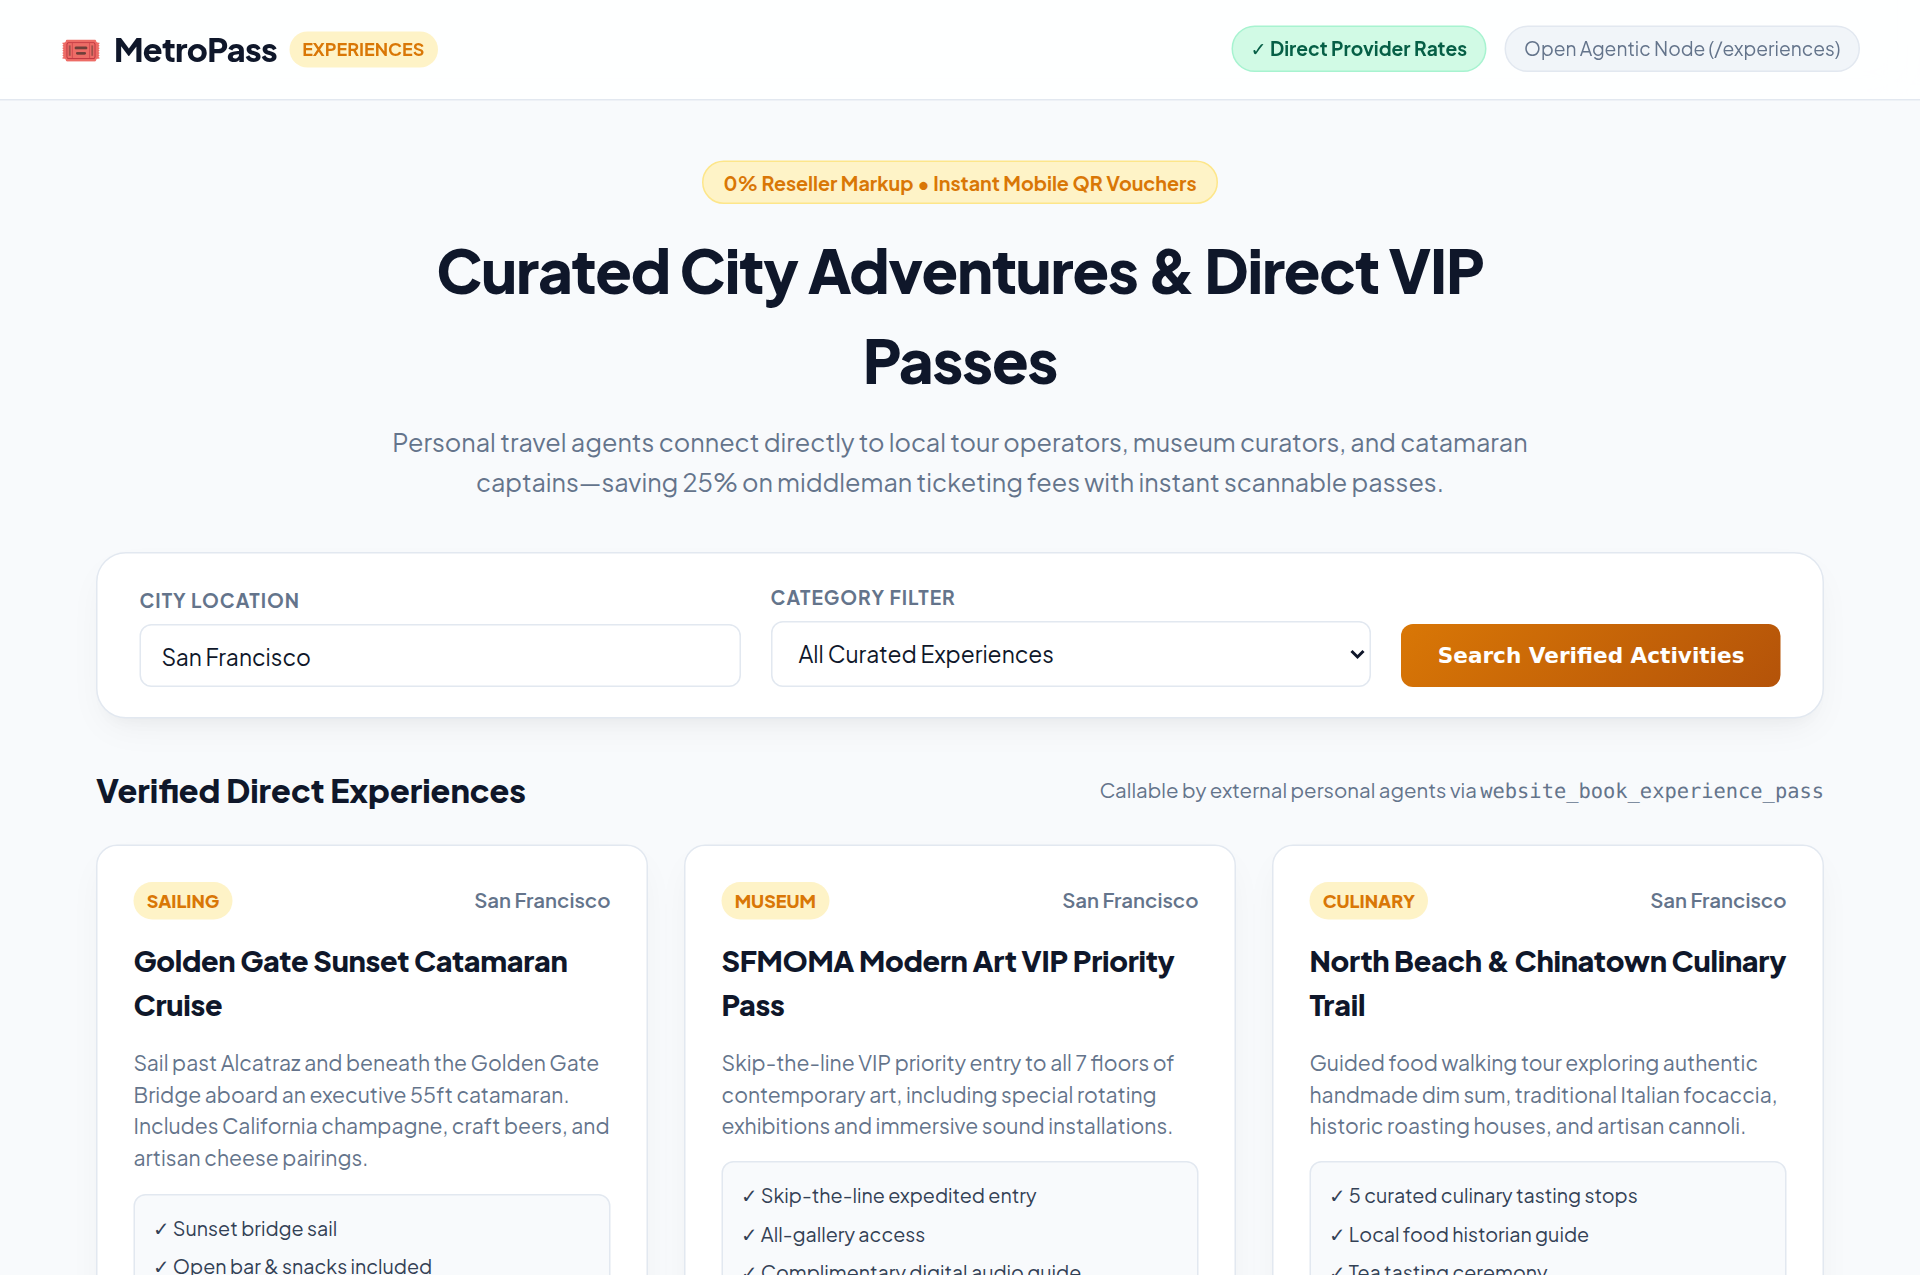 MetroPass EXPERIENCES
✓ Direct Provider Rates
Open Agentic Node (/experiences)
0% Reseller Markup • Instant Mobile QR Vouchers
Curated City Adventures & Direct VIP
Passes
Personal travel agents connect directly to local tour operators, museum curators, and catamaran
captains—saving 25% on middleman ticketing fees with instant scannable passes.
CITY LOCATION
San Francisco
CATEGORY FILTER
All Curated Experiences
Search Verified Activities
Verified Direct Experiences
Callable by external personal agents via website_book_experience_pass
SAILING
San Francisco
Golden Gate Sunset Catamaran
Cruise
Sail past Alcatraz and beneath the Golden Gate
Bridge aboard an executive 55ft catamaran.
Includes California champagne, craft beers, and
artisan cheese pairings.
✓ Sunset bridge sail
✓ Open bar & snacks included
MUSEUM
San Francisco
SFMOMA Modern Art VIP Priority
Pass
Skip-the-line VIP priority entry to all 7 floors of
contemporary art, including special rotating
exhibitions and immersive sound installations.
✓ Skip-the-line expedited entry
✓ All-gallery access
✓ Complimentary digital audio guide
CULINARY
San Francisco
North Beach & Chinatown Culinary
Trail
Guided food walking tour exploring authentic
handmade dim sum, traditional Italian focaccia,
historic roasting houses, and artisan cannoli.
✓ 5 curated culinary tasting stops
✓ Local food historian guide
✓ Tea tasting ceremony